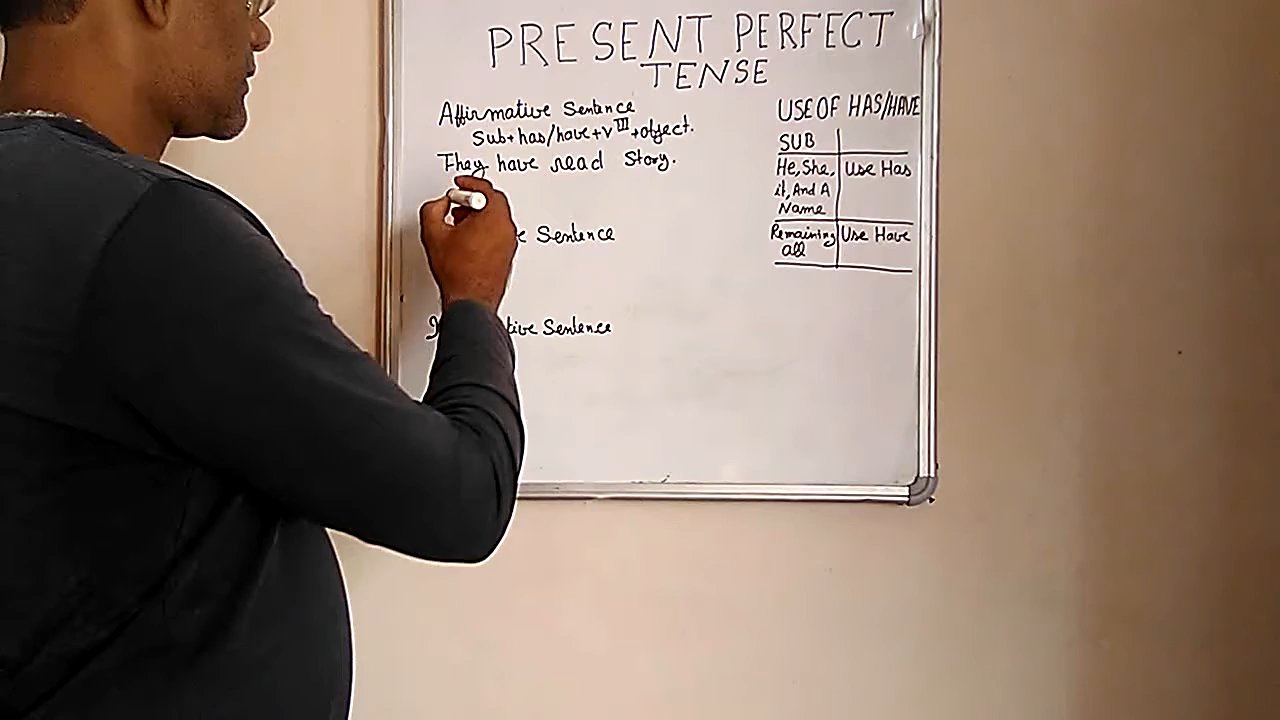 PRESENT PERFECT
TENSE
Affirmative Sentence
Sub+has/have+V III+object.
They have read Story.
Sentence
Sentence
USE OF HAS/HAVE
SUB
He, She, Use Has
it, And A
Name
Remaining Use Have
all